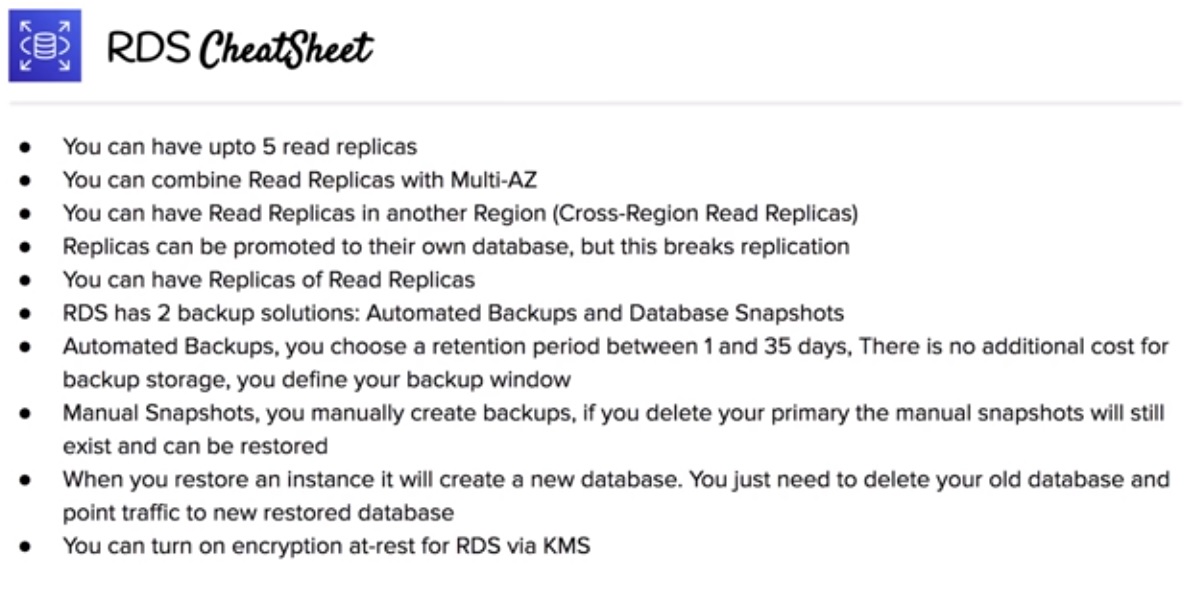 RDS CheatSheet
● You can have upto 5 read replicas
● You can combine Read Replicas with Multi-AZ
● You can have Read Replicas in another Region (Cross-Region Read Replicas)
● Replicas can be promoted to their own database, but this breaks replication
● You can have Replicas of Read Replicas
● RDS has 2 backup solutions: Automated Backups and Database Snapshots
● Automated Backups, you choose a retention period between 1 and 35 days, There is no additional cost for
backup storage, you define your backup window
● Manual Snapshots, you manually create backups, if you delete your primary the manual snapshots will still
exist and can be restored
● When you restore an instance it will create a new database. You just need to delete your old database and
point traffic to new restored database
● You can turn on encryption at-rest for RDS via KMS